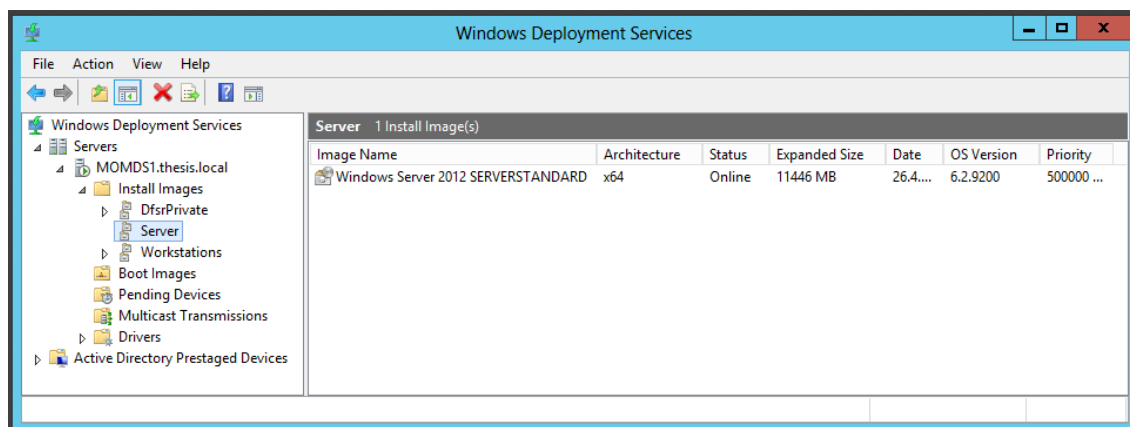 Windows Deployment Services
File Action View Help
Windows Deployment Services
Servers
MOMDS1.thesis.local
Install Images
DfsrPrivate
Server
Workstations
Boot Images
Pending Devices
Multicast Transmissions
Drivers
Active Directory Prestaged Devices
Server 1 Install Image(s)
Image Name Architecture Status Expanded Size Date OS Version Priority
Windows Server 2012 SERVERSTANDARD x64 Online 11446 MB 26.4.... 6.2.9200 500000 ...